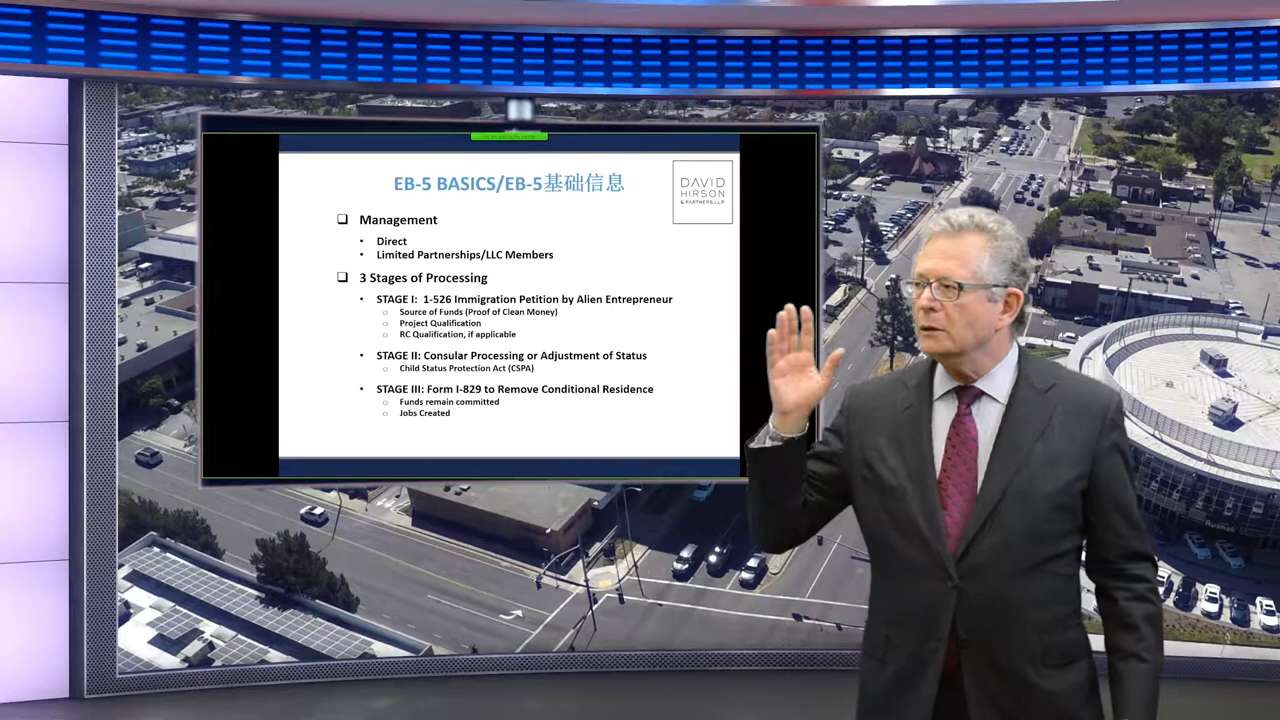 EB-5 BASICS/EB-5基础信息
DAVID
HIRSON
& PARTNERS, LLP
Management
Direct
Limited Partnerships/LLC Members
3 Stages of Processing
STAGE I: 1-526 Immigration Petition by Alien Entrepreneur
Source of Funds (Proof of Clean Money)
Project Qualification
RC Qualification, if applicable
STAGE II: Consular Processing or Adjustment of Status
Child Status Protection Act (CSPA)
STAGE III: Form I-829 to Remove Conditional Residence
Funds remain committed
Jobs Created
Rusnak